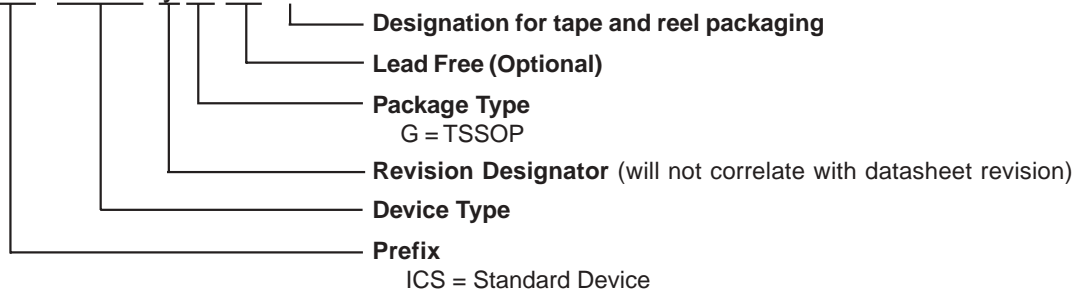 Designation for tape and reel packaging
Lead Free (Optional)
Package Type
G = TSSOP
Revision Designator (will not correlate with datasheet revision)
Device Type
Prefix
ICS = Standard Device